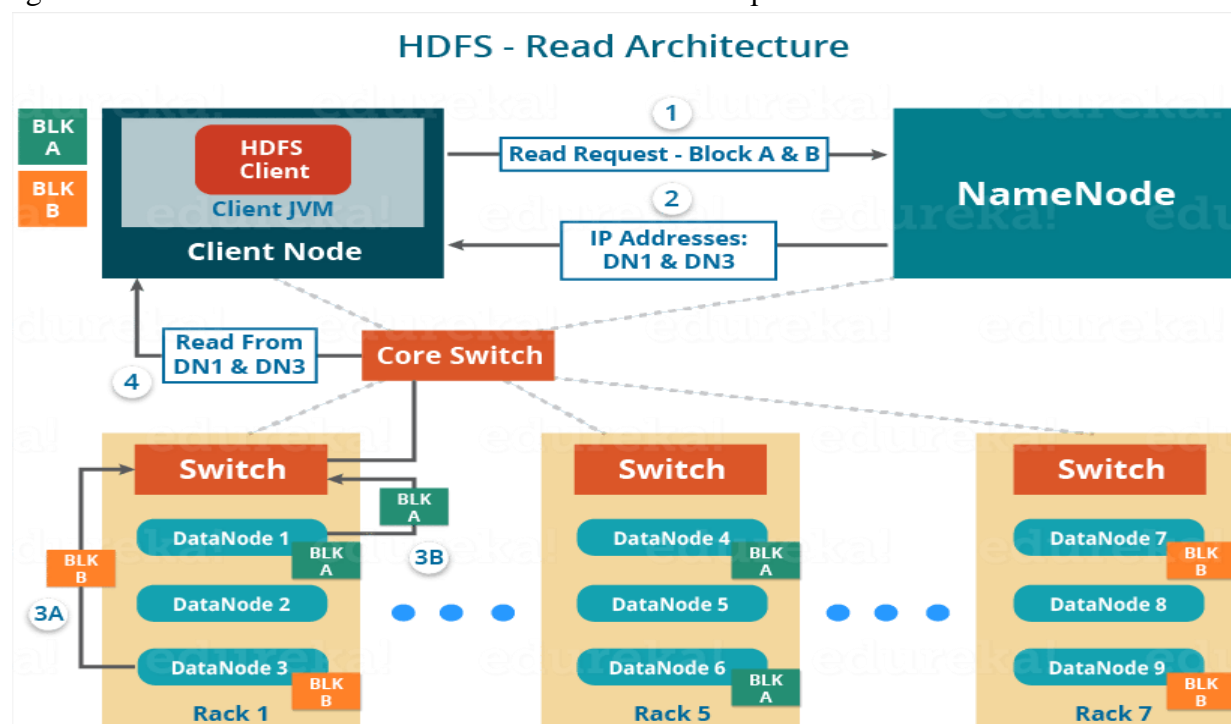 HDFS - Read Architecture
BLK
A
BLK
B
HDFS
Client
Client JVM
Client Node
1
Read Request - Block A & B
2
IP Addresses:
DN1 & DN3
NameNode
Read From
DN1 & DN3
4
Core Switch
Switch
BLK
A
DataNode 1
BLK
A
3B
BLK
B
3A
DataNode 2
DataNode 3
BLK
B
Rack 1
Switch
DataNode 4
BLK
A
DataNode 5
DataNode 6
BLK
A
Rack 5
Switch
DataNode 7
BLK
B
DataNode 8
DataNode 9
BLK
B
Rack 7
edureka!